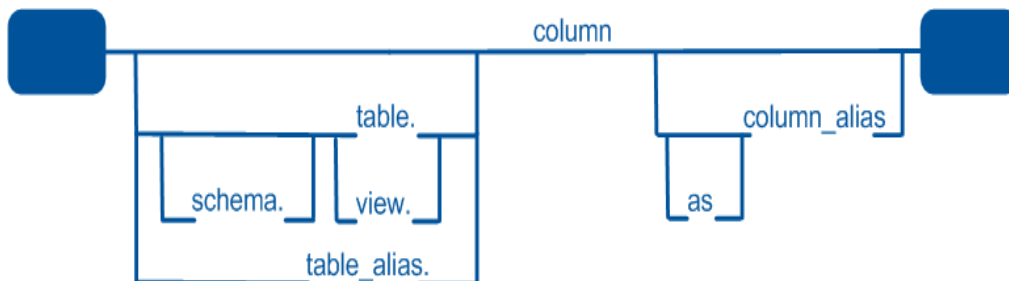 column
table. column_alias
schema. view. as
table_alias.